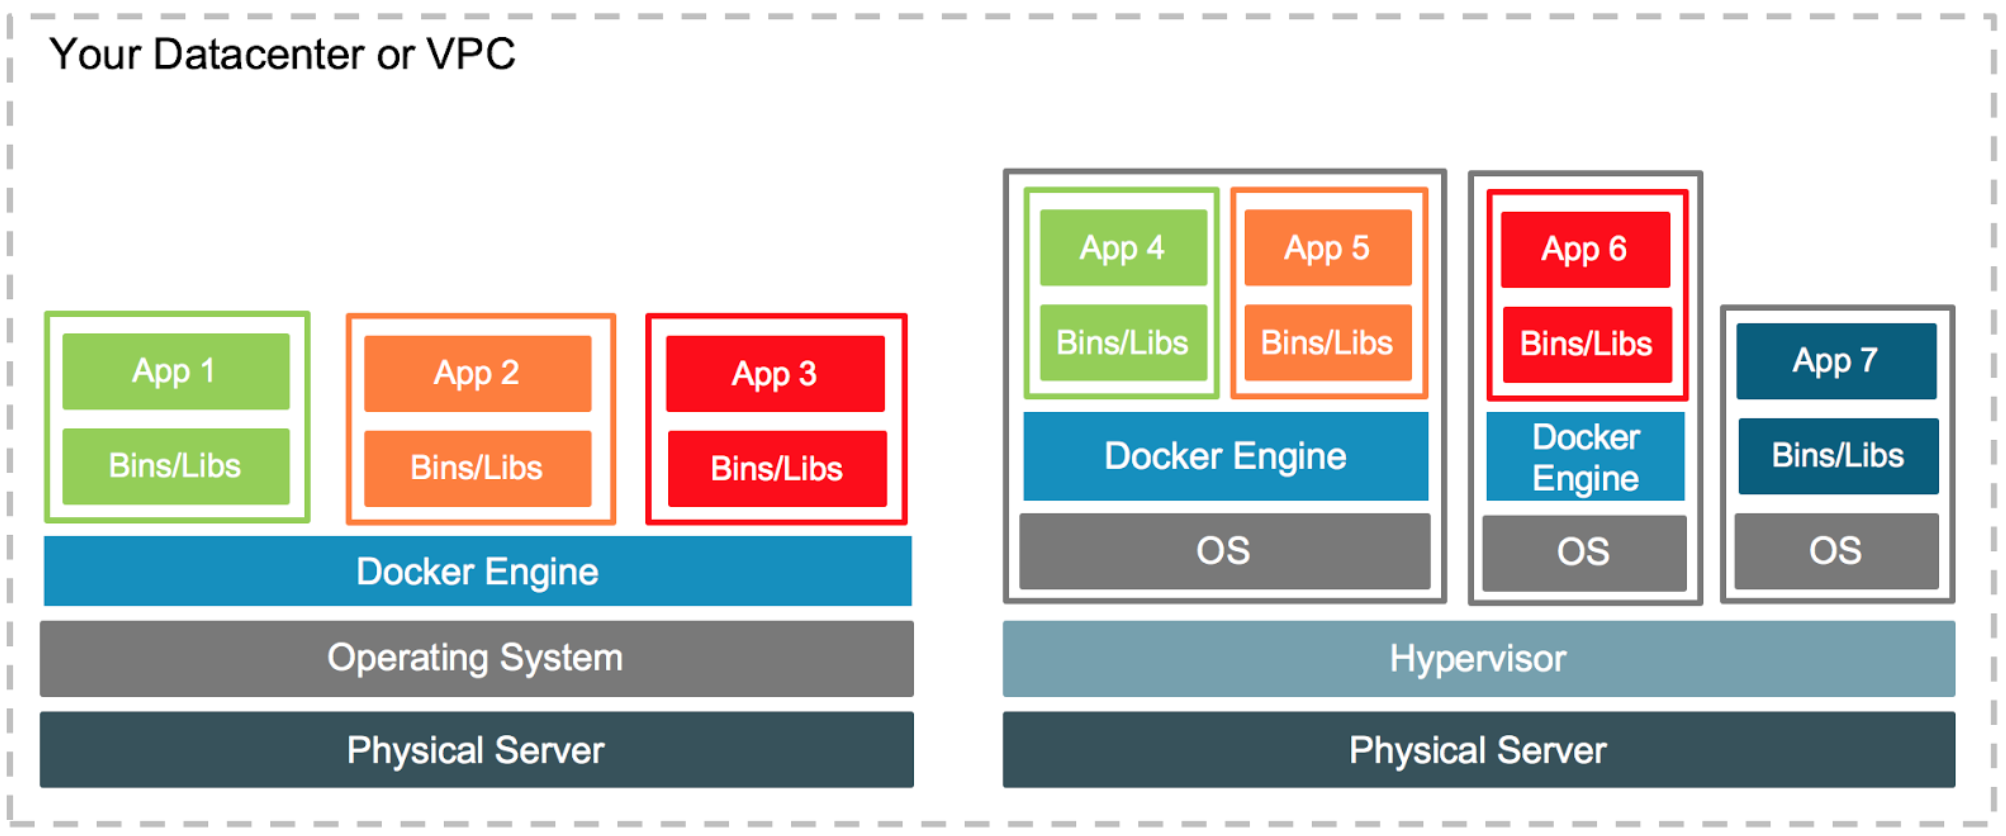 Your Datacenter or VPC
App 1
Bins/Libs
App 2
Bins/Libs
App 3
Bins/Libs
Docker Engine
Operating System
Physical Server
App 4
Bins/Libs
App 5
Bins/Libs
Docker Engine
OS
App 6
Bins/Libs
Docker
Engine
OS
App 7
Bins/Libs
OS
Hypervisor
Physical Server